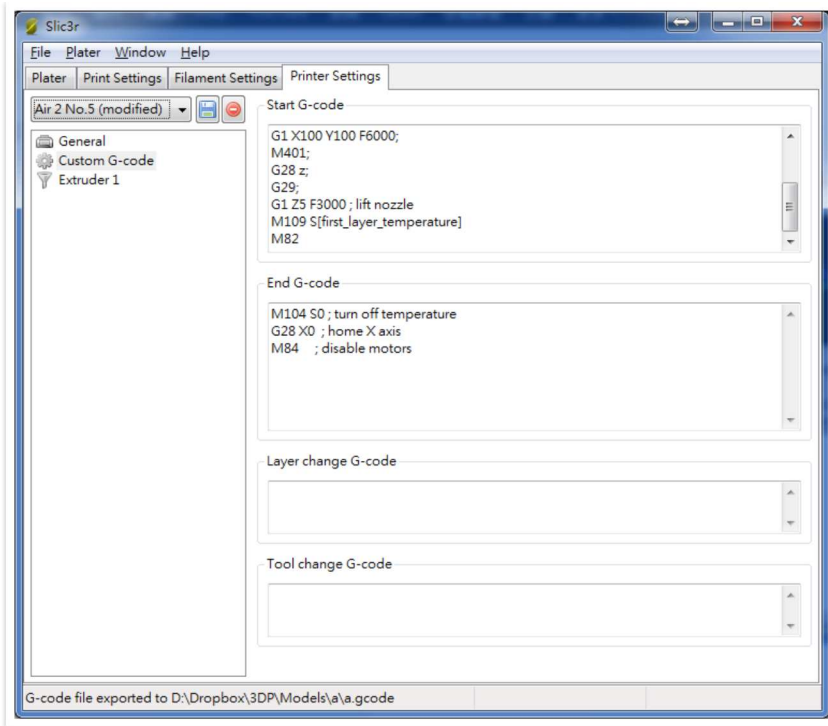 Slic3r
File Plater Window Help
Plater Print Settings Filament Settings Printer Settings
Air 2 No.5 (modified)
General
Custom G-code
Extruder 1
Start G-code
G1 X100 Y100 F6000;
M401;
G28 z;
G29;
G1 Z5 F3000 ; lift nozzle
M109 S[first_layer_temperature]
M82
End G-code
M104 S0 ; turn off temperature
G28 X0  ; home X axis
M84    ; disable motors
Layer change G-code
Tool change G-code
G-code file exported to D:\Dropbox\3DP\Models\a\a.gcode